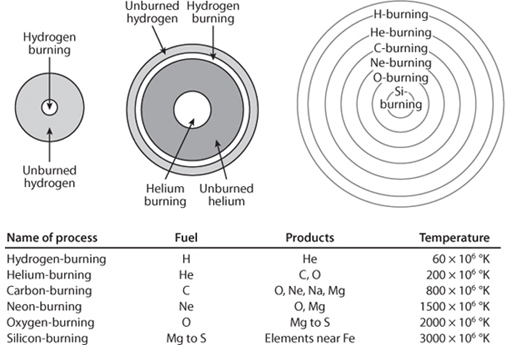 Hydrogen
burning
Unburned
hydrogen
Unburned
hydrogen
Hydrogen
burning
Helium
burning
Unburned
helium
H-burning
He-burning
C-burning
Ne-burning
O-burning
Si-
burning
Name of process Fuel Products Temperature
Hydrogen-burning H He 60 × 10⁶ °K
Helium-burning He C, O 200 × 10⁶ °K
Carbon-burning C O, Ne, Na, Mg 800 × 10⁶ °K
Neon-burning Ne O, Mg 1500 × 10⁶ °K
Oxygen-burning O Mg to S 2000 × 10⁶ °K
Silicon-burning Mg to S Elements near Fe 3000 × 10⁶ °K